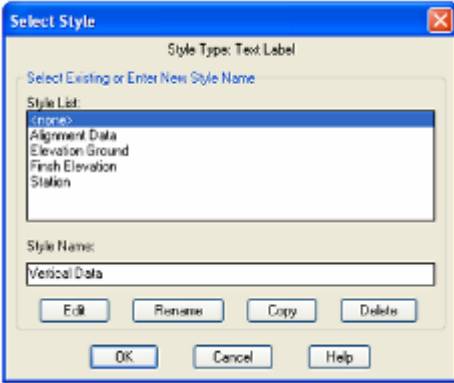 Select Style
Style Type: Text Label
Select Existing or Enter New Style Name
Style List:
<none>
Alignment Data
Elevation Ground
Finsh Elevation
Station
Style Name:
Vertical Data
Edit Rename Copy Delete
OK Cancel Help